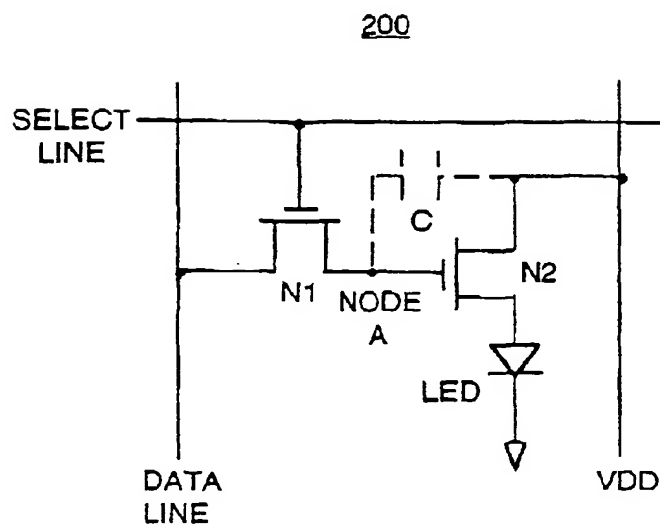 200
SELECT
LINE
C
N1
N2
NODE
A
LED
DATA
LINE
VDD